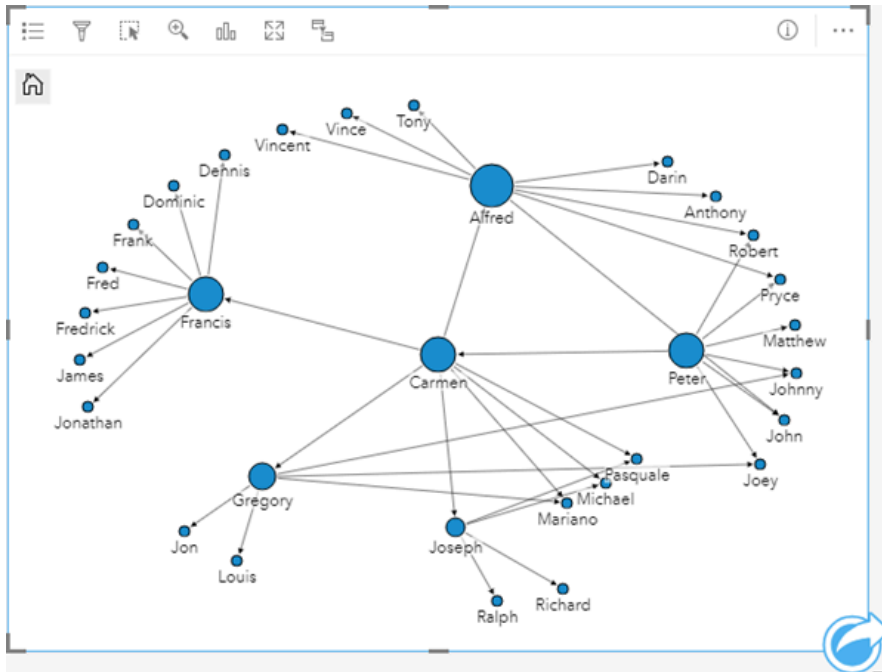 Tony
Vince
Vincent
Dennis
Darin
Dominic
Anthony
Alfred
Frank
Robert
Fred
Pryce
Francis
Fredrick
Matthew
James
Carmen
Peter
Johnny
Jonathan
John
Pasquale
Joey
Gregory
Michael
Mariano
Jon
Joseph
Louis
Richard
Ralph